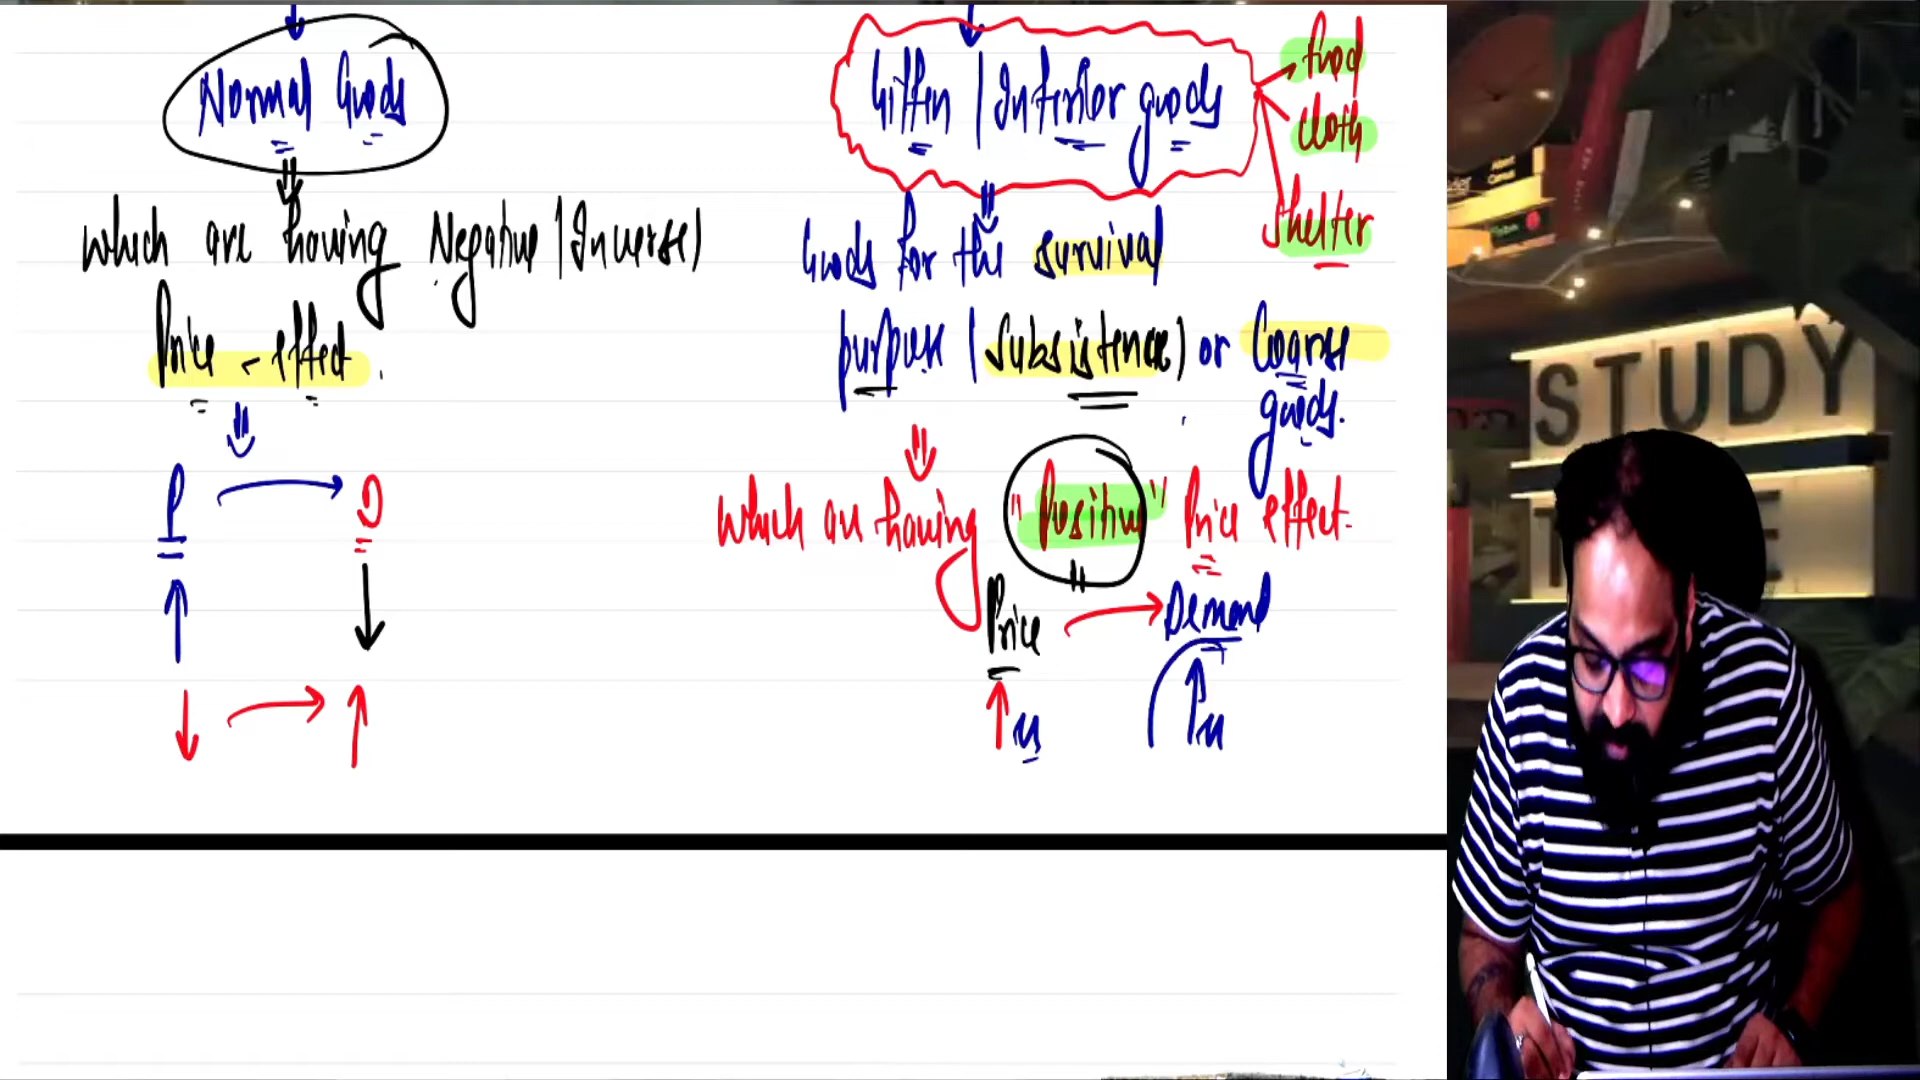 Normal Goods
which are having Negative (Inverse)
Price - effect.
P → D
↑ ↓
↓ → ↑
Giffen / Inferior goods
food
cloth
shelter
Goods for the survival
purpose (subsistence) or Coarse
goods.
which are having "Positive" Price effect.
Price → Demand
↑ ↑
STUDY